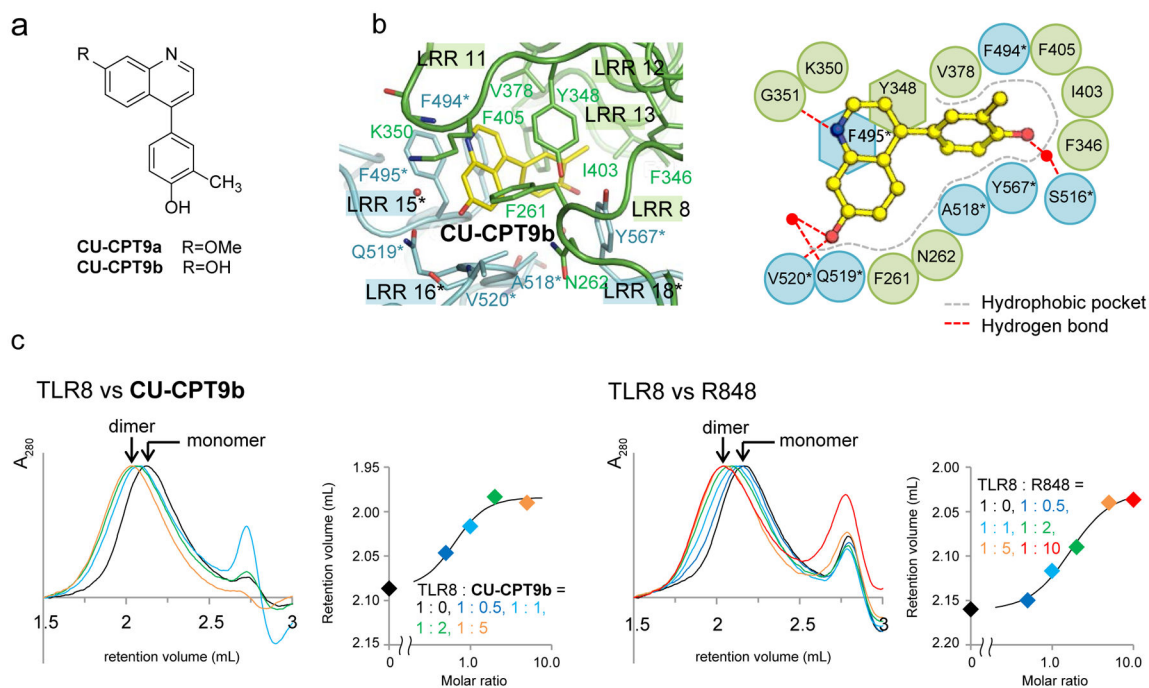 a
R
N
CH3
OH
CU-CPT9a R=OMe
CU-CPT9b R=OH
b
LRR 11
LRR 12
V378
Y348
F494*
F405
LRR 13
K350
F495*
I403
F346
LRR 15*
F261
LRR 8
CU-CPT9b
Y567*
Q519*
A518*
N262
LRR 16*
V520*
LRR 18*
F494*
F405
K350
V378
Y348
I403
G351
F495*
F346
Y567*
S516*
A518*
N262
V520*
Q519*
F261
Hydrophobic pocket
Hydrogen bond
c
TLR8 vs CU-CPT9b
dimer
monomer
A280
1.5
2
2.5
3
retention volume (mL)
Retention volume (mL)
1.95
2.00
2.05
2.10
2.15
TLR8 : CU-CPT9b =
1 : 0, 1 : 0.5, 1 : 1,
1 : 2, 1 : 5
0
1.0
10.0
Molar ratio
TLR8 vs R848
dimer
monomer
A280
1.5
2
2.5
3
retention volume (mL)
Retention volume (mL)
2.00
2.05
2.10
2.15
2.20
TLR8 : R848 =
1 : 0, 1 : 0.5,
1 : 1, 1 : 2,
1 : 5, 1 : 10
0
1.0
10.0
Molar ratio